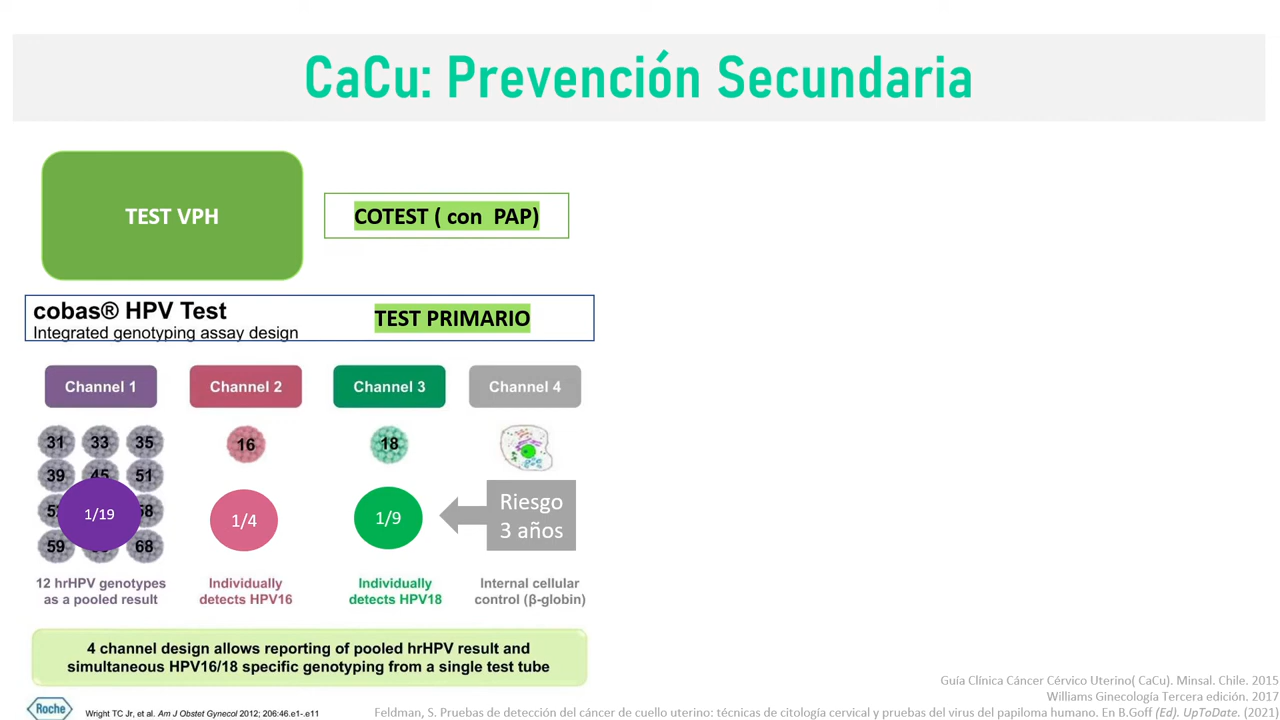 CaCu: Prevención Secundaria
TEST VPH
COTEST ( con PAP)
cobas® HPV Test
Integrated genotyping assay design
TEST PRIMARIO
Channel 1
Channel 2
Channel 3
Channel 4
31 33 35
16
18
39 45 51
58
59 68
1/19
1/4
1/9
Riesgo
3 años
12 hrHPV genotypes
as a pooled result
Individually
detects HPV16
Individually
detects HPV18
Internal cellular
control (β-globin)
4 channel design allows reporting of pooled hrHPV result and
simultaneous HPV16/18 specific genotyping from a single test tube
Roche
Wright TC Jr, et al. Am J Obstet Gynecol 2012; 206:46.e1-.e11
Guía Clínica Cáncer Cérvico Uterino( CaCu). Minsal. Chile. 2015
Williams Ginecología Tercera edición. 2017
Feldman, S. Pruebas de detección del cáncer de cuello uterino: técnicas de citología cervical y pruebas del virus del papiloma humano. En B.Goff (Ed). UpToDate. (2021)